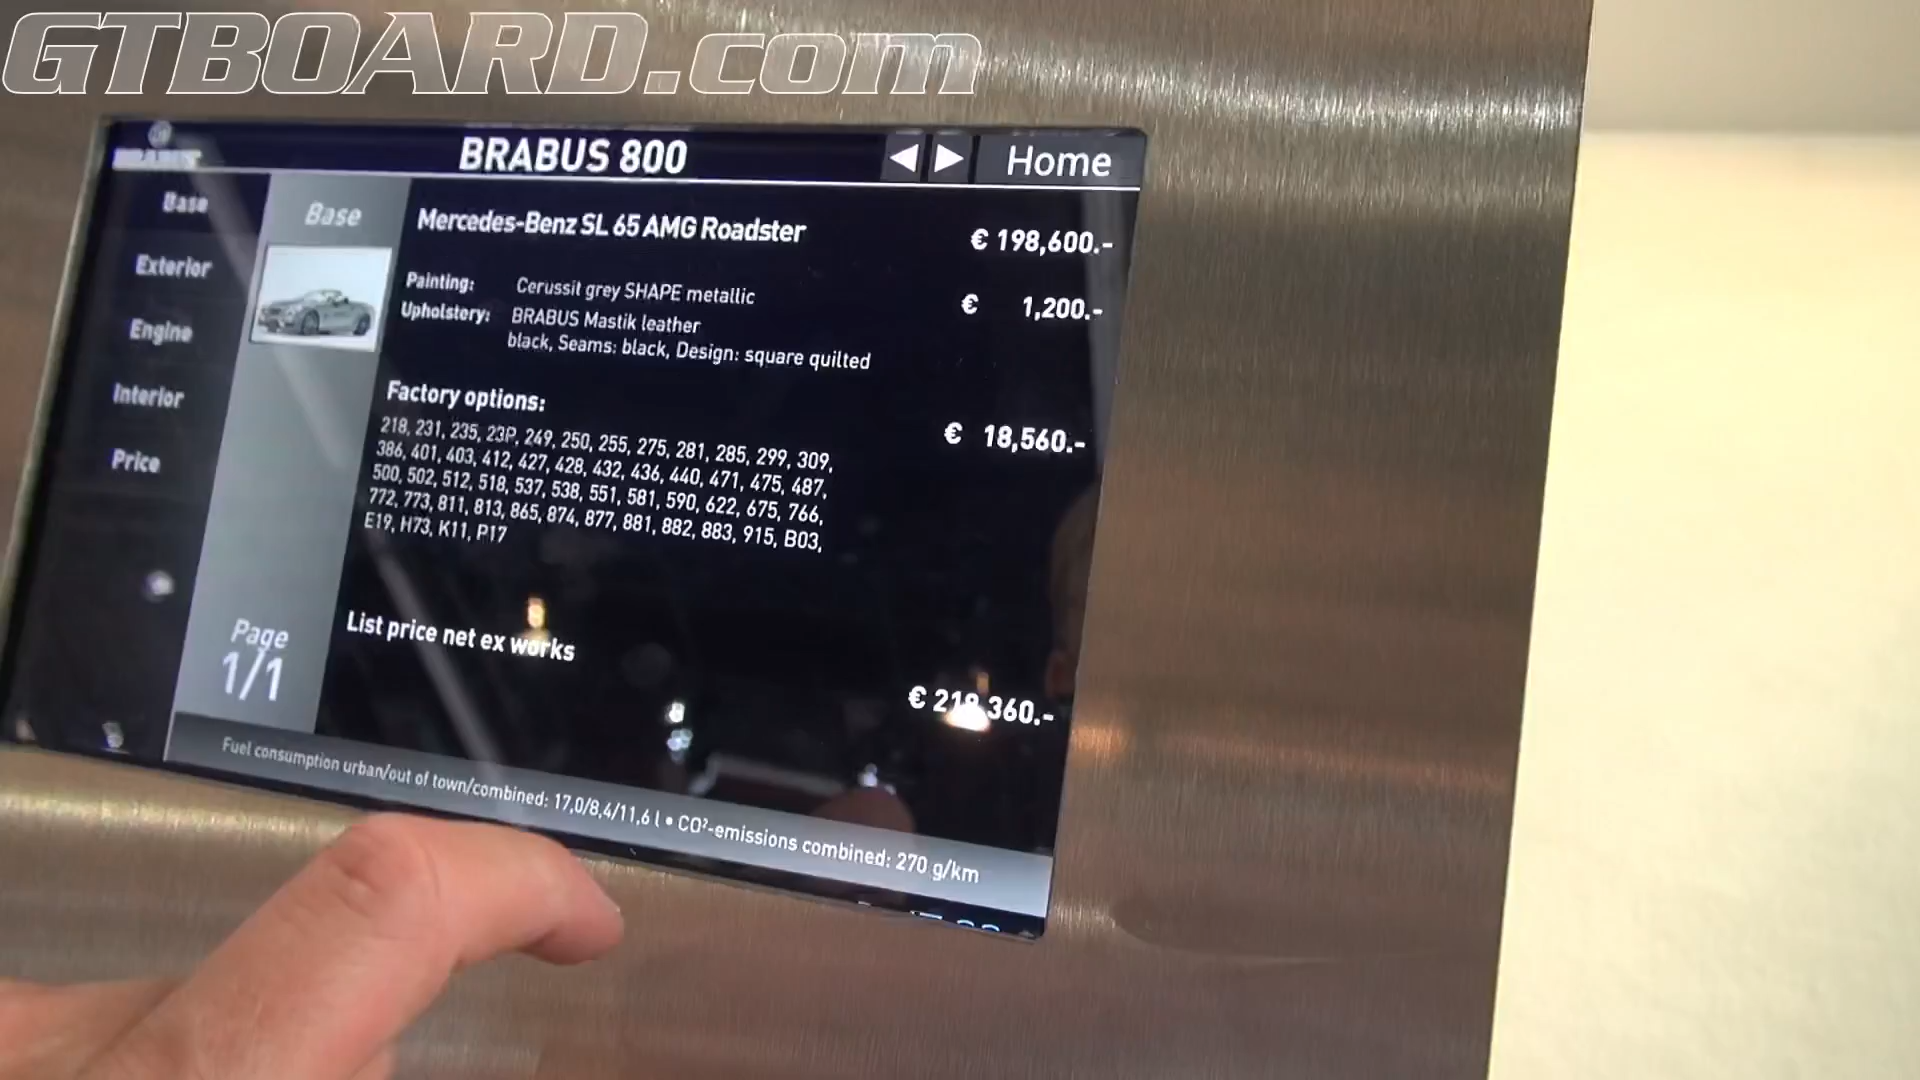 GTBOARD.com
BRABUS
BRABUS 800
◀ ▶ Home
Base
Exterior
Engine
Interior
Price
Base
Page
1/1
Mercedes-Benz SL 65 AMG Roadster € 198,600.-
Painting: Cerussit grey SHAPE metallic € 1,200.-
Upholstery: BRABUS Mastik leather
black, Seams: black, Design: square quilted
Factory options: € 18,560.-
218, 231, 235, 23P, 249, 250, 255, 275, 281, 285, 299, 309,
386, 401, 403, 412, 427, 428, 432, 436, 440, 471, 475, 487,
500, 502, 512, 518, 537, 538, 551, 581, 590, 622, 675, 766,
772, 773, 811, 813, 865, 874, 877, 881, 882, 883, 915, B03,
E19, H73, K11, P17
List price net ex works
€ 218,360.-
Fuel consumption urban/out of town/combined: 17,0/8,4/11,6 l • CO²-emissions combined: 270 g/km